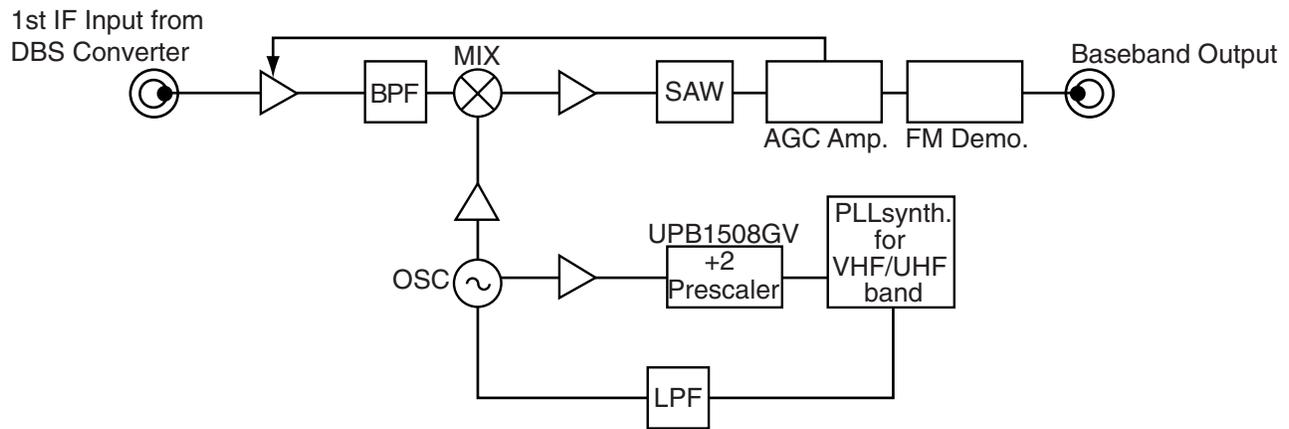 1st IF Input from
DBS Converter
MIX
Baseband Output
BPF
SAW
AGC Amp.
FM Demo.
OSC
UPB1508GV
+2
Prescaler
PLLsynth.
for
VHF/UHF
band
LPF